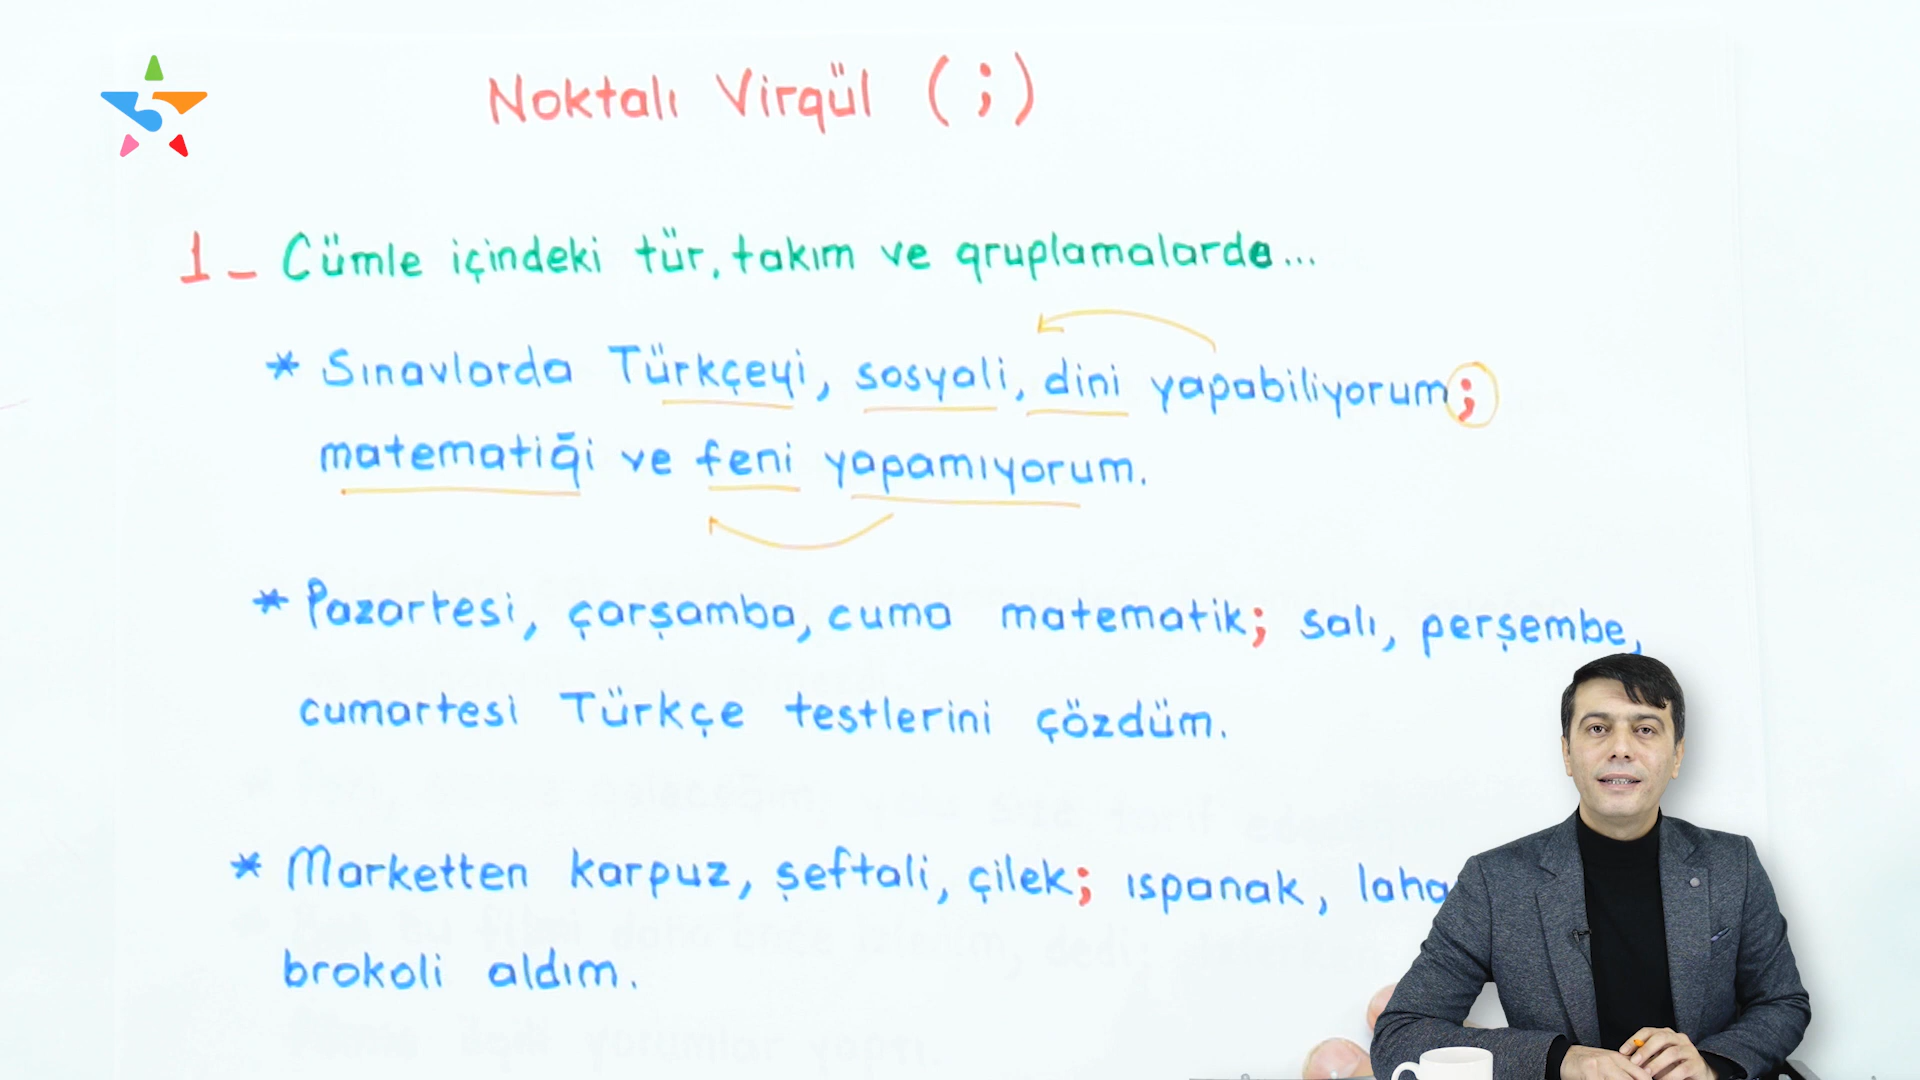 Noktalı Virgül (;)
1- Cümle içindeki tür, takım ve gruplamalarda...
* Sınavlarda Türkçeyi, sosyali, dini yapabiliyorum;
matematiği ve feni yapamıyorum.
* Pazartesi, çarşamba, cuma matematik; salı, perşembe,
cumartesi Türkçe testlerini çözdüm.
* Marketten karpuz, şeftali, çilek; ıspanak,
brokoli aldım.